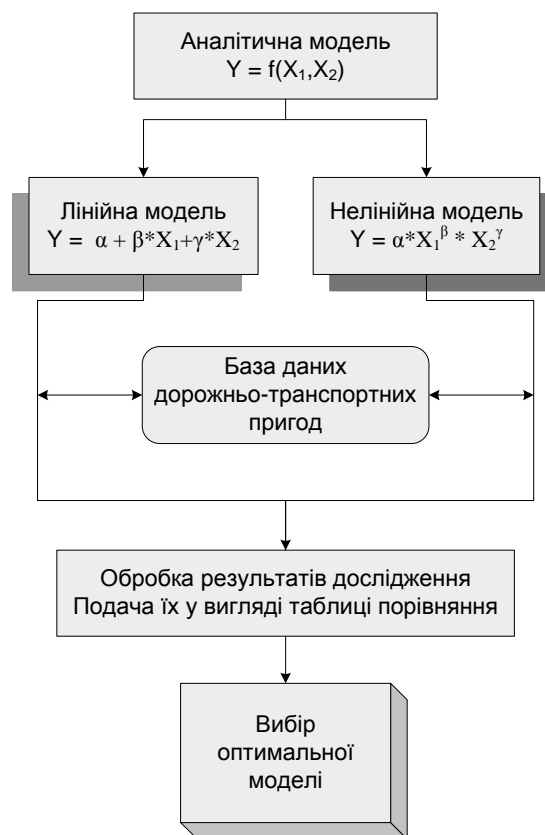 Аналітична модель
Y = f(X₁,X₂)
Лінійна модель
Y = α + β*X₁+γ*X₂
Нелінійна модель
Y = α*X₁^β * X₂^γ
База даних
дорожньо-транспортних
пригод
Обробка результатів дослідження
Подача їх у вигляді таблиці порівняння
Вибір
оптимальної
моделі